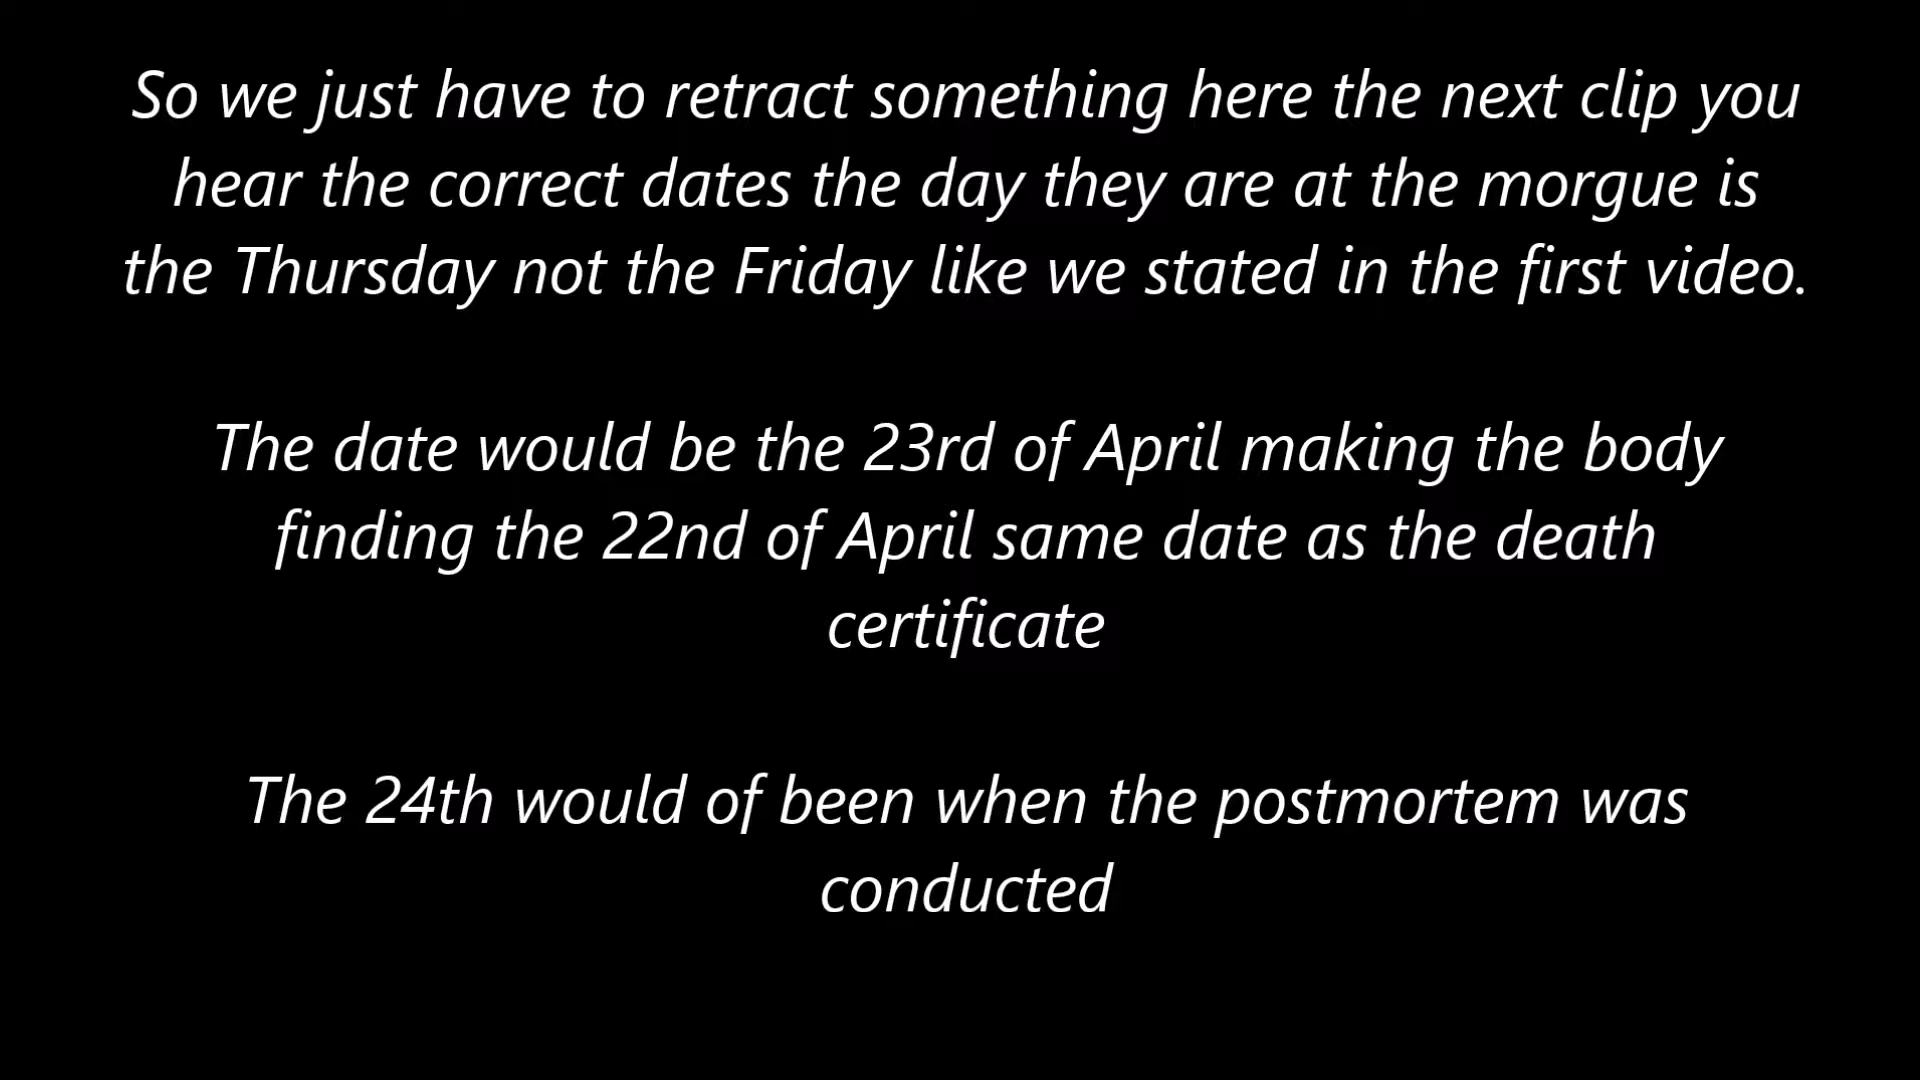 So we just have to retract something here the next clip you
hear the correct dates the day they are at the morgue is
the Thursday not the Friday like we stated in the first video.
The date would be the 23rd of April making the body
finding the 22nd of April same date as the death
certificate
The 24th would of been when the postmortem was
conducted